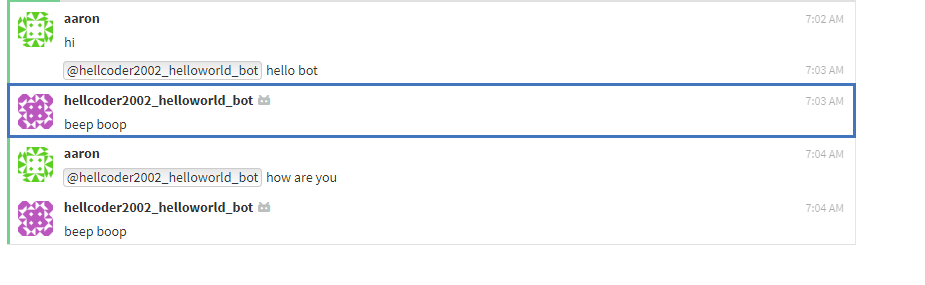 aaron 7:02 AM
hi
@hellcoder2002_helloworld_bot hello bot 7:03 AM
hellcoder2002_helloworld_bot 7:03 AM
beep boop
aaron 7:04 AM
@hellcoder2002_helloworld_bot how are you
hellcoder2002_helloworld_bot 7:04 AM
beep boop